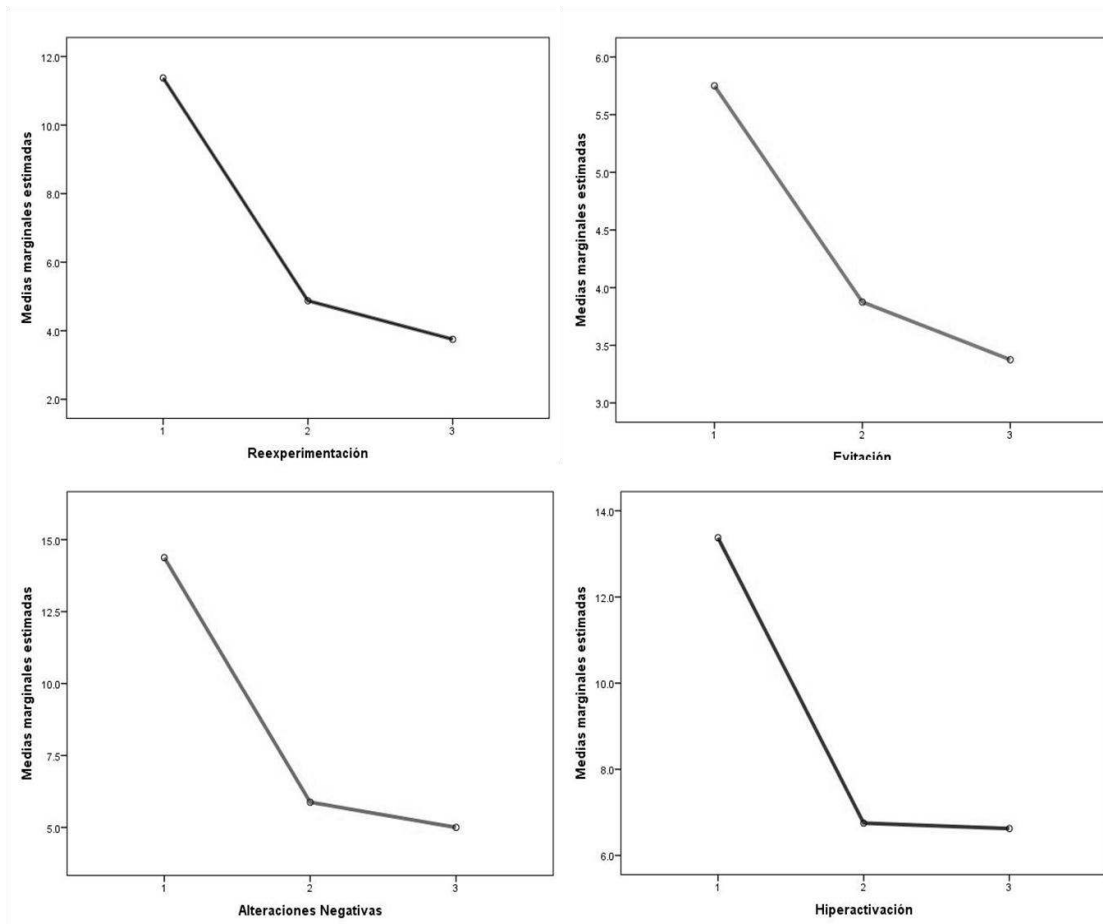 Medias marginales estimadas
12.0
10.0
8.0
6.0
4.0
2.0
1 2 3
Reexperimentación
Medias marginales estimadas
6.0
5.5
5.0
4.5
4.0
3.5
3.0
1 2 3
Evitación
Medias marginales estimadas
15.0
12.5
10.0
7.5
5.0
1 2 3
Alteraciones Negativas
Medias marginales estimadas
14.0
12.0
10.0
8.0
6.0
1 2 3
Hiperactivación